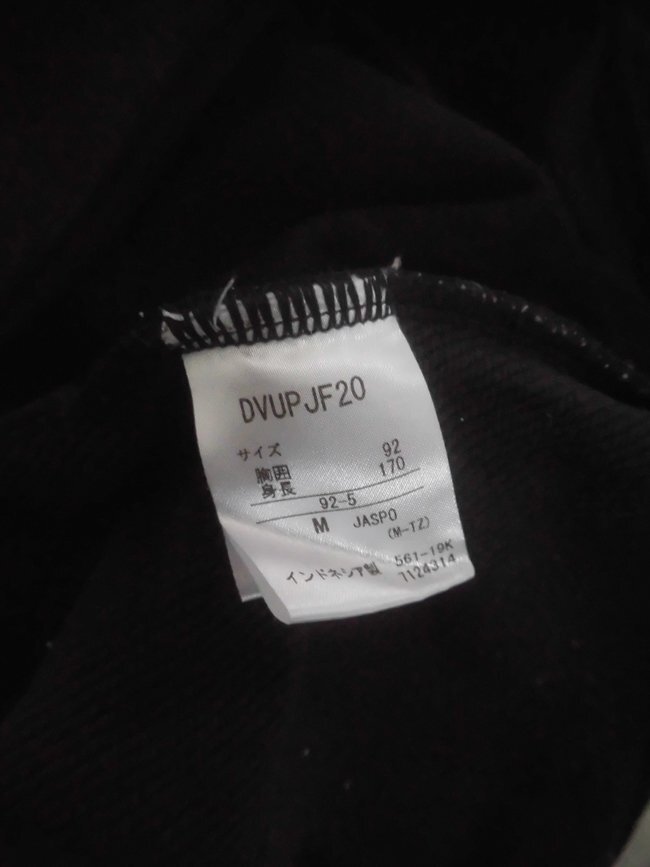 DVUPJF20
サイズ
胸囲 92
身長 170
92-5
M JASPO
(M-TZ)
561-19K
インドネシア製 1124314